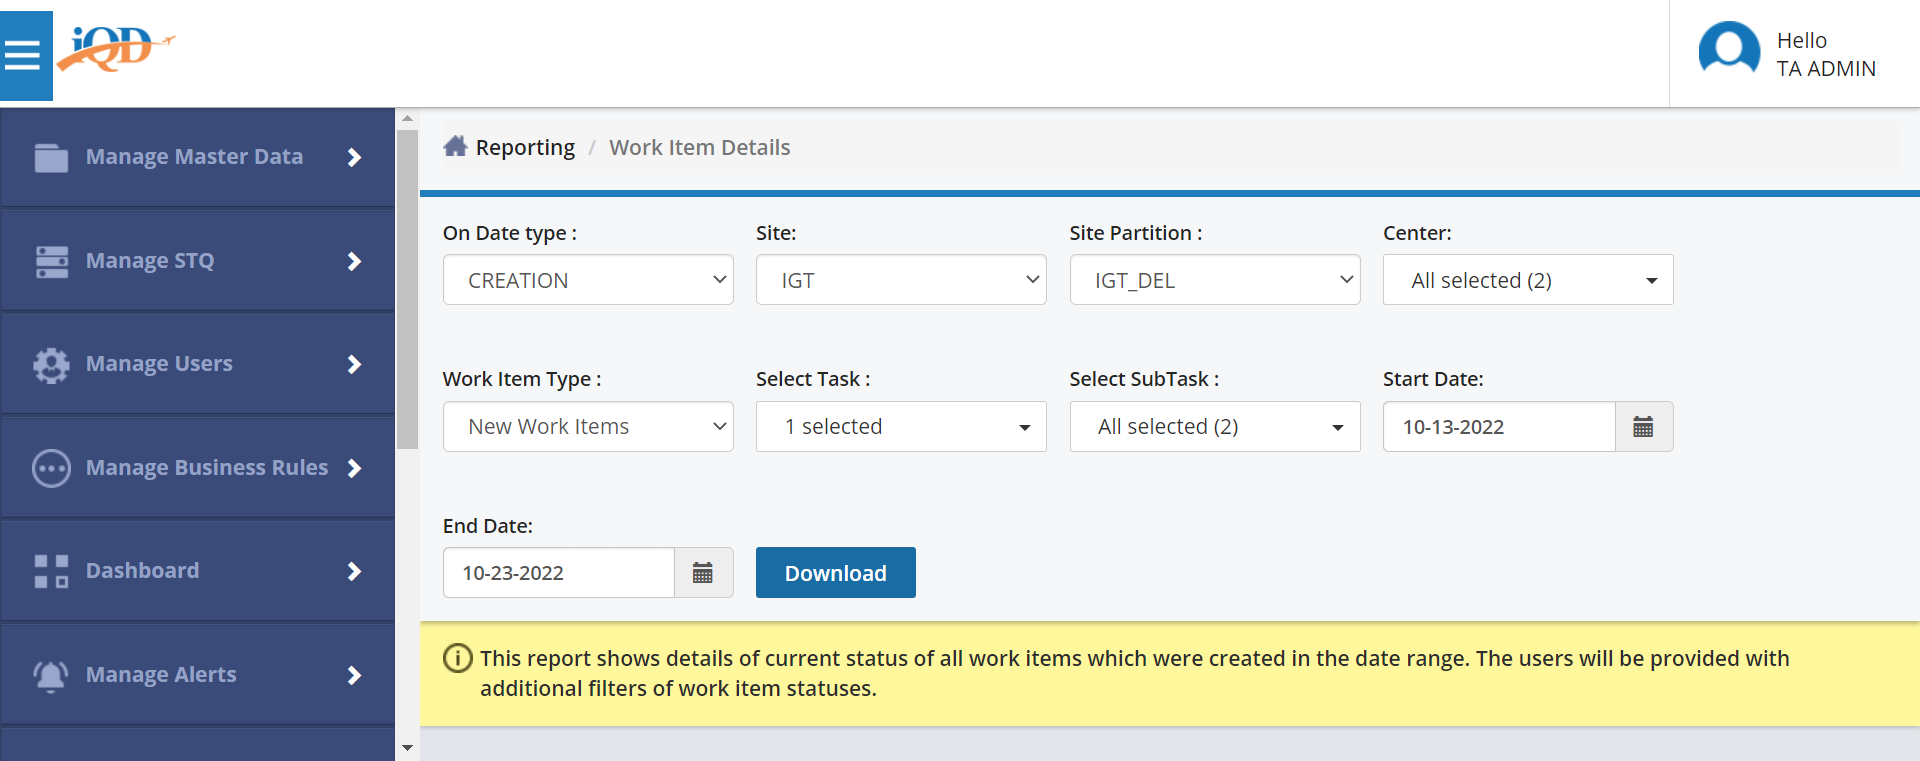 iQD
Hello
TA ADMIN
Manage Master Data
Manage STQ
Manage Users
Manage Business Rules
Dashboard
Manage Alerts
Reporting / Work Item Details
On Date type : Site: Site Partition : Center:
CREATION IGT IGT_DEL All selected (2)
Work Item Type : Select Task : Select SubTask : Start Date:
New Work Items 1 selected All selected (2) 10-13-2022
End Date:
10-23-2022 Download
This report shows details of current status of all work items which were created in the date range. The users will be provided with
additional filters of work item statuses.